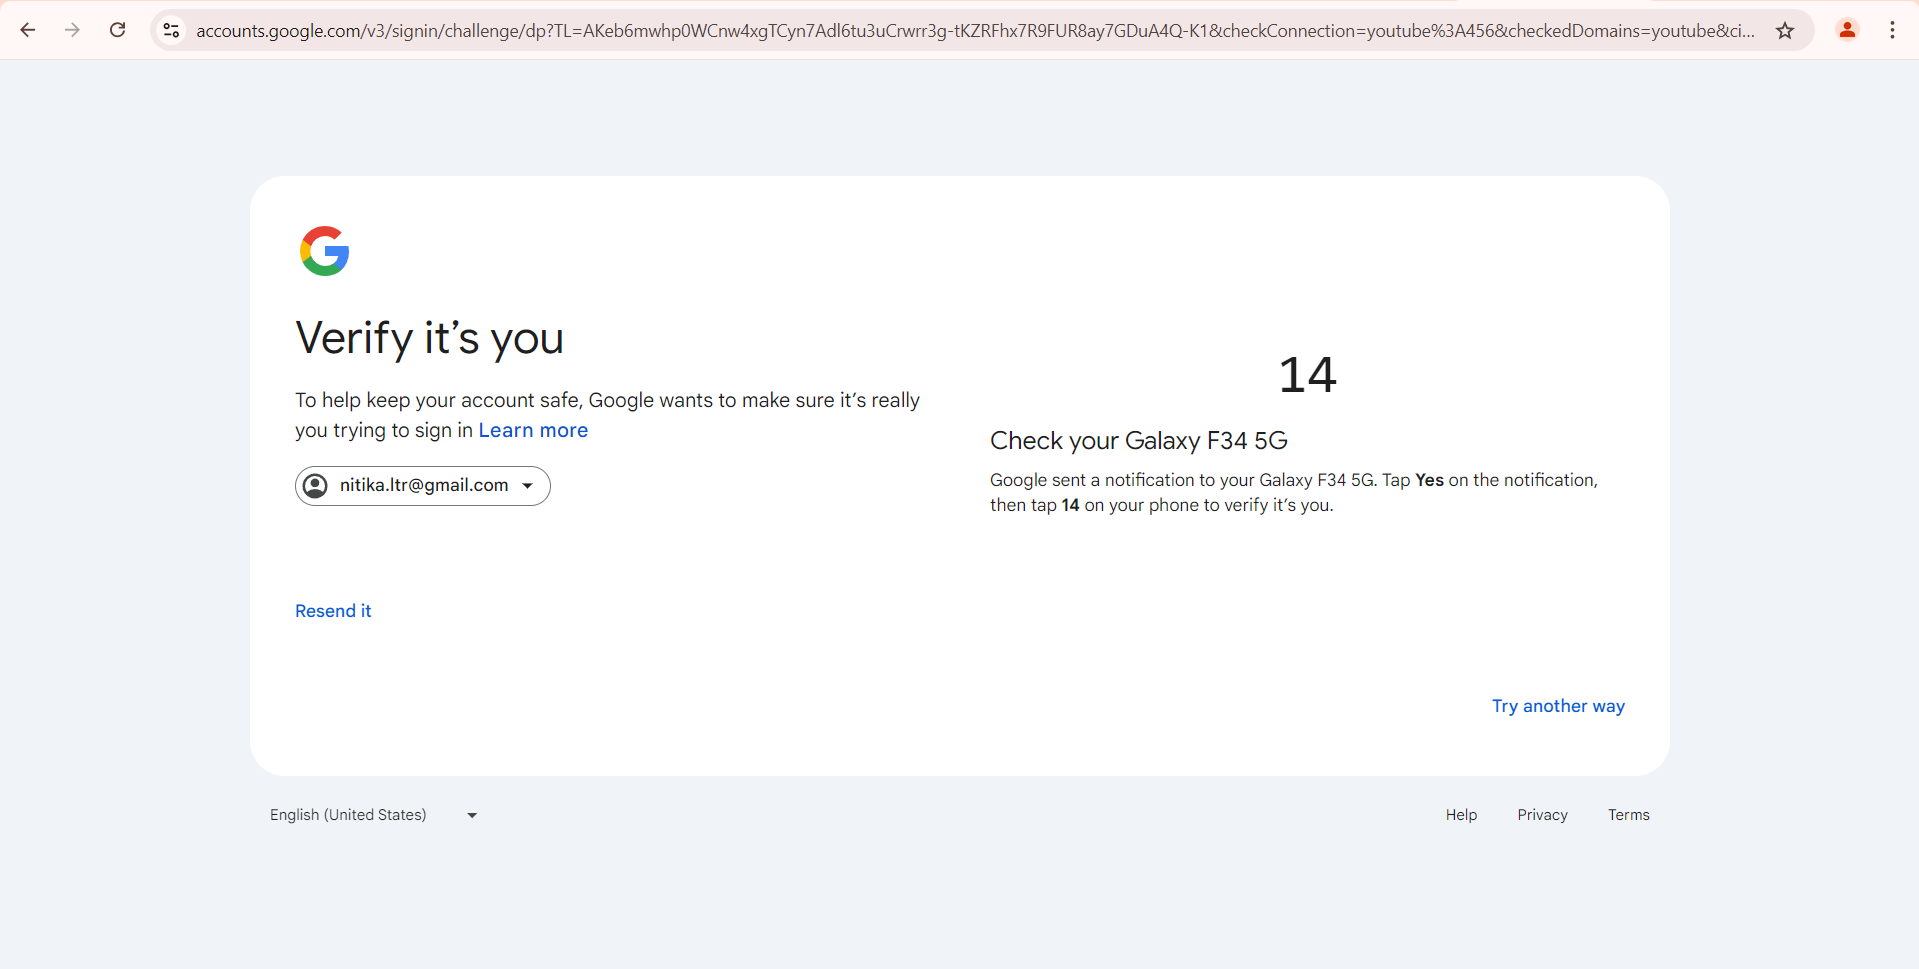 accounts.google.com/v3/signin/challenge/dp?TL=AKeb6mwhp0WCnw4xgTCyn7Adl6tu3uCrwrr3g-tKZRFhx7R9FUR8ay7GDuA4Q-K1&checkConnection=youtube%3A456&checkedDomains=youtube&ci...
Verify it’s you
To help keep your account safe, Google wants to make sure it’s really
you trying to sign in Learn more
nitika.ltr@gmail.com
Resend it
14
Check your Galaxy F34 5G
Google sent a notification to your Galaxy F34 5G. Tap Yes on the notification,
then tap 14 on your phone to verify it’s you.
Try another way
English (United States)
Help Privacy Terms